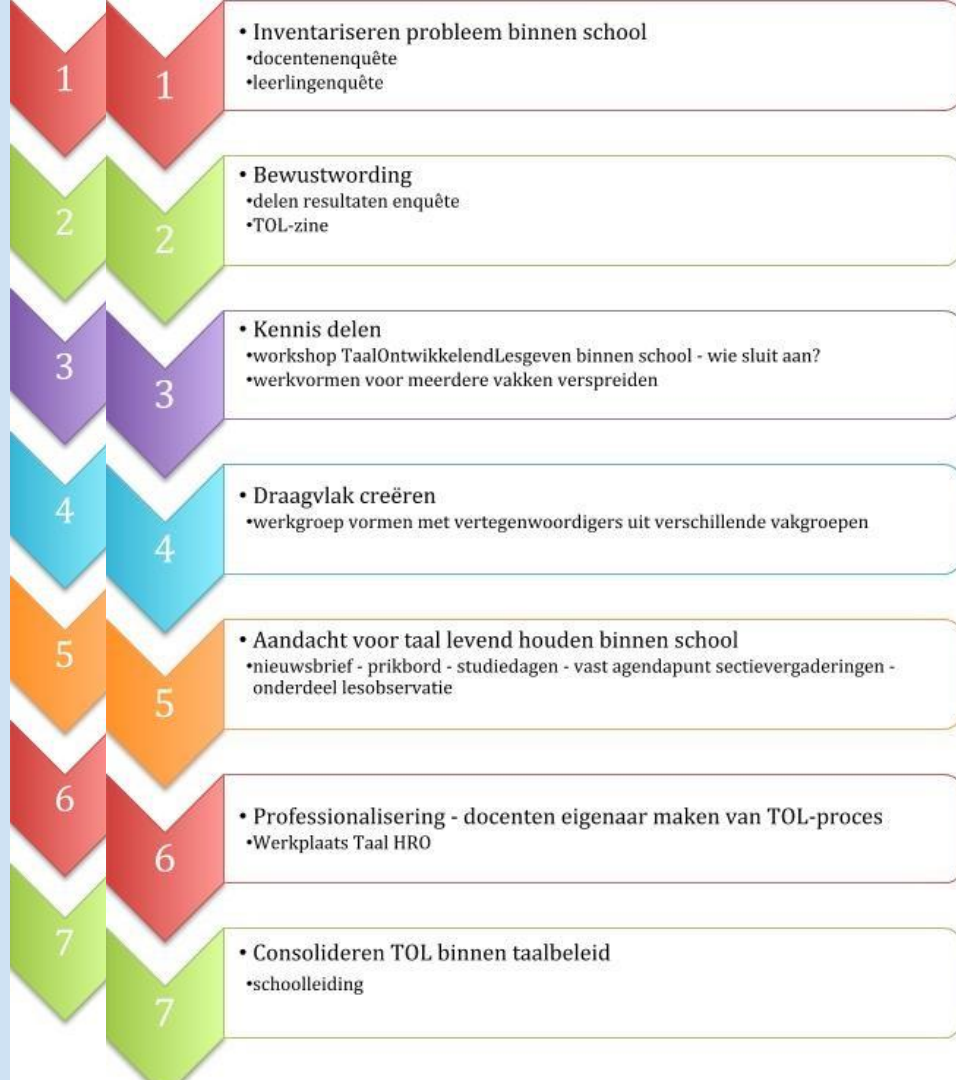 1 1
• Inventariseren probleem binnen school
•docentenenquête
•leerlingenquête
2 2
• Bewustwording
•delen resultaten enquête
•TOL-zine
3 3
• Kennis delen
•workshop TaalOntwikkelendLesgeven binnen school - wie sluit aan?
•werkvormen voor meerdere vakken verspreiden
4 4
• Draagvlak creëren
•werkgroep vormen met vertegenwoordigers uit verschillende vakgroepen
5 5
• Aandacht voor taal levend houden binnen school
•nieuwsbrief - prikbord - studiedagen - vast agendapunt sectievergaderingen -
onderdeel lesobservatie
6 6
• Professionalisering - docenten eigenaar maken van TOL-proces
•Werkplaats Taal HRO
7 7
• Consolideren TOL binnen taalbeleid
•schoolleiding